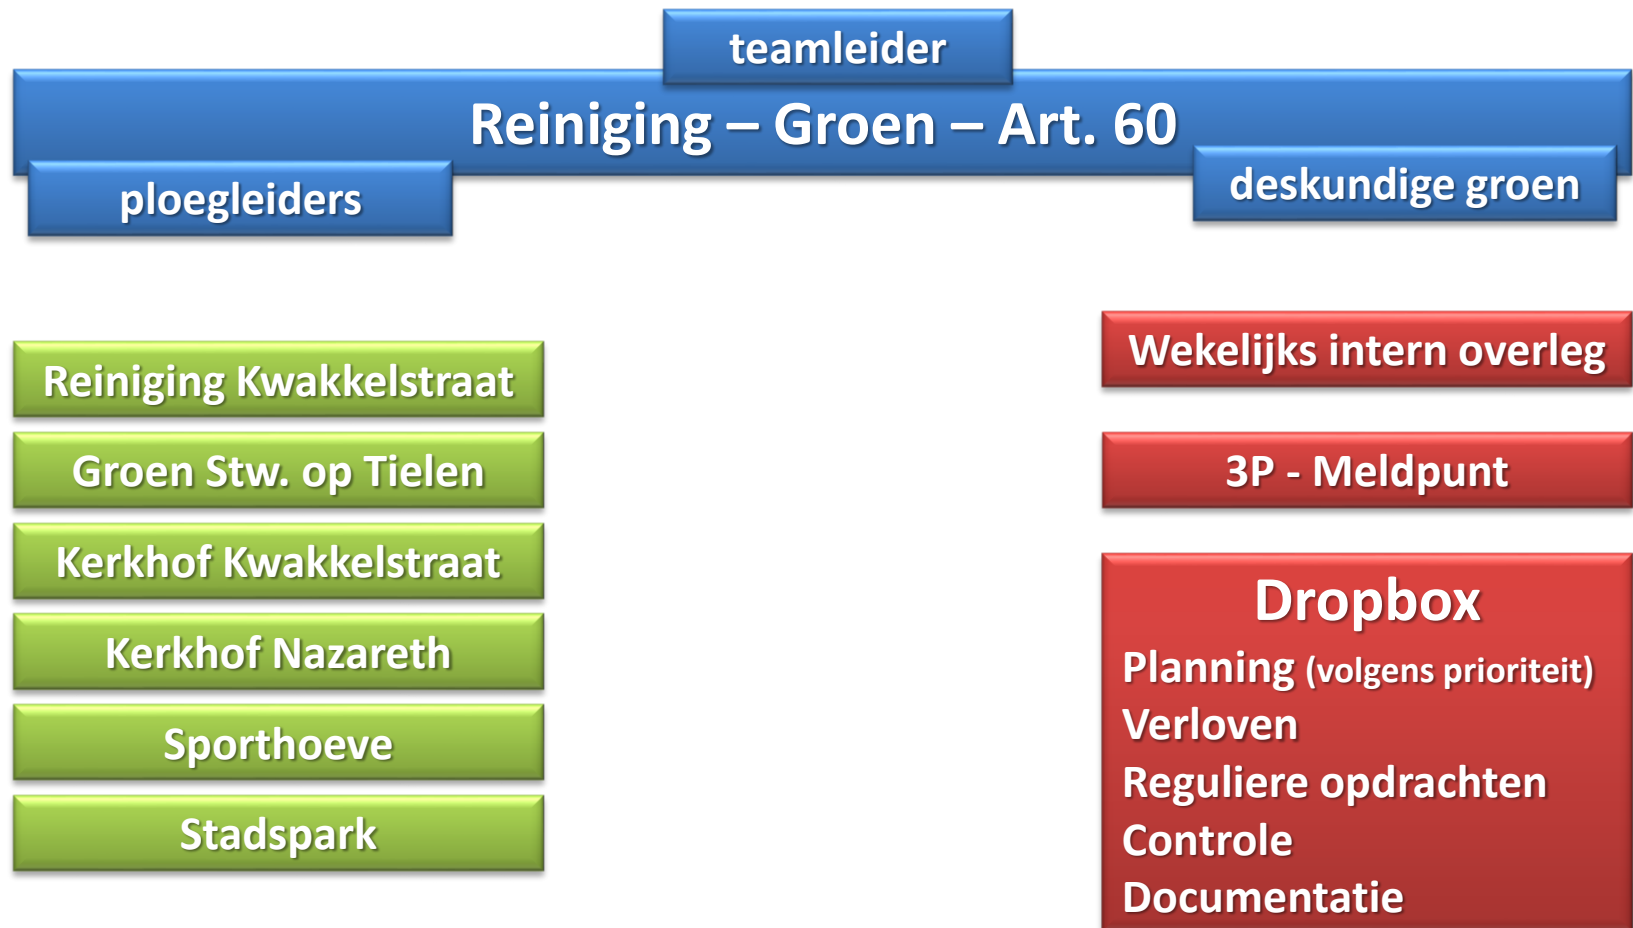 teamleider
Reiniging – Groen – Art. 60
ploegleiders
deskundige groen
Reiniging Kwakkelstraat
Groen Stw. op Tielen
Kerkhof Kwakkelstraat
Kerkhof Nazareth
Sporthoeve
Stadspark
Wekelijks intern overleg
3P - Meldpunt
Dropbox
Planning (volgens prioriteit)
Verloven
Reguliere opdrachten
Controle
Documentatie